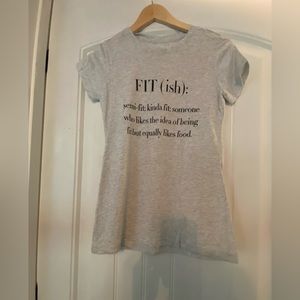 FIT (ish):
semi-fit; kinda fit; someone
who likes the idea of being
fit but equally likes food.